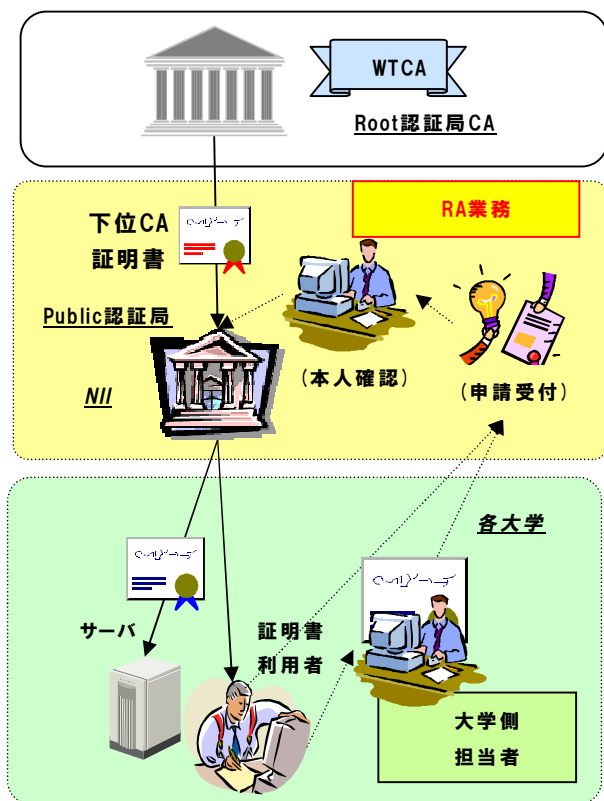 WTCA
Root認証局CA
RA業務
下位CA
証明書
Public認証局
(本人確認)
(申請受付)
NII
各大学
サーバ
証明書
利用者
大学側
担当者